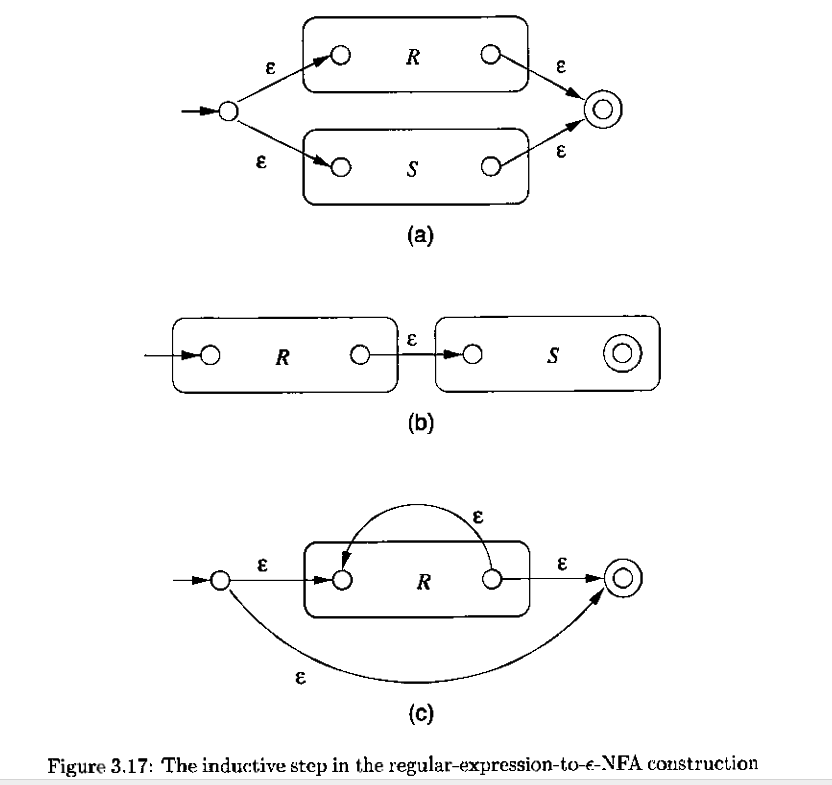 ε R ε
ε S ε
(a)
R ε S
(b)
ε
ε R ε
ε
(c)
Figure 3.17: The inductive step in the regular-expression-to-ϵ-NFA construction